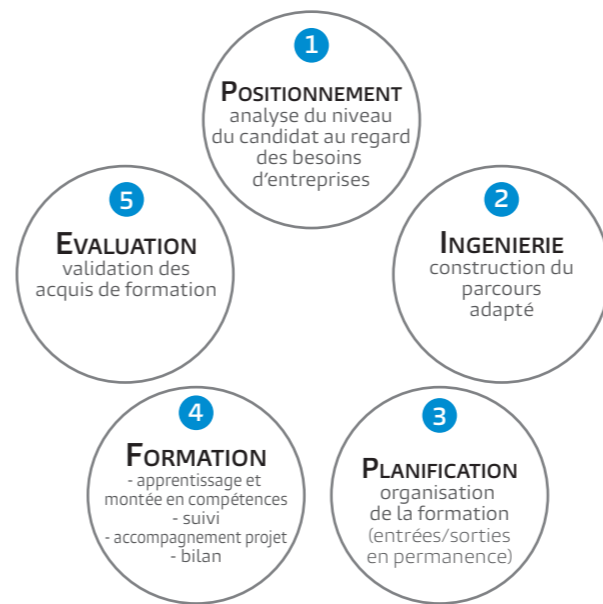 1
POSITIONNEMENT
analyse du niveau
du candidat au regard
des besoins
d'entreprises
2
INGENIERIE
construction du
parcours
adapté
3
PLANIFICATION
organisation
de la formation
(entrées/sorties
en permanence)
4
FORMATION
- apprentissage et
montée en compétences
- suivi
- accompagnement projet
- bilan
5
EVALUATION
validation des
acquis de formation